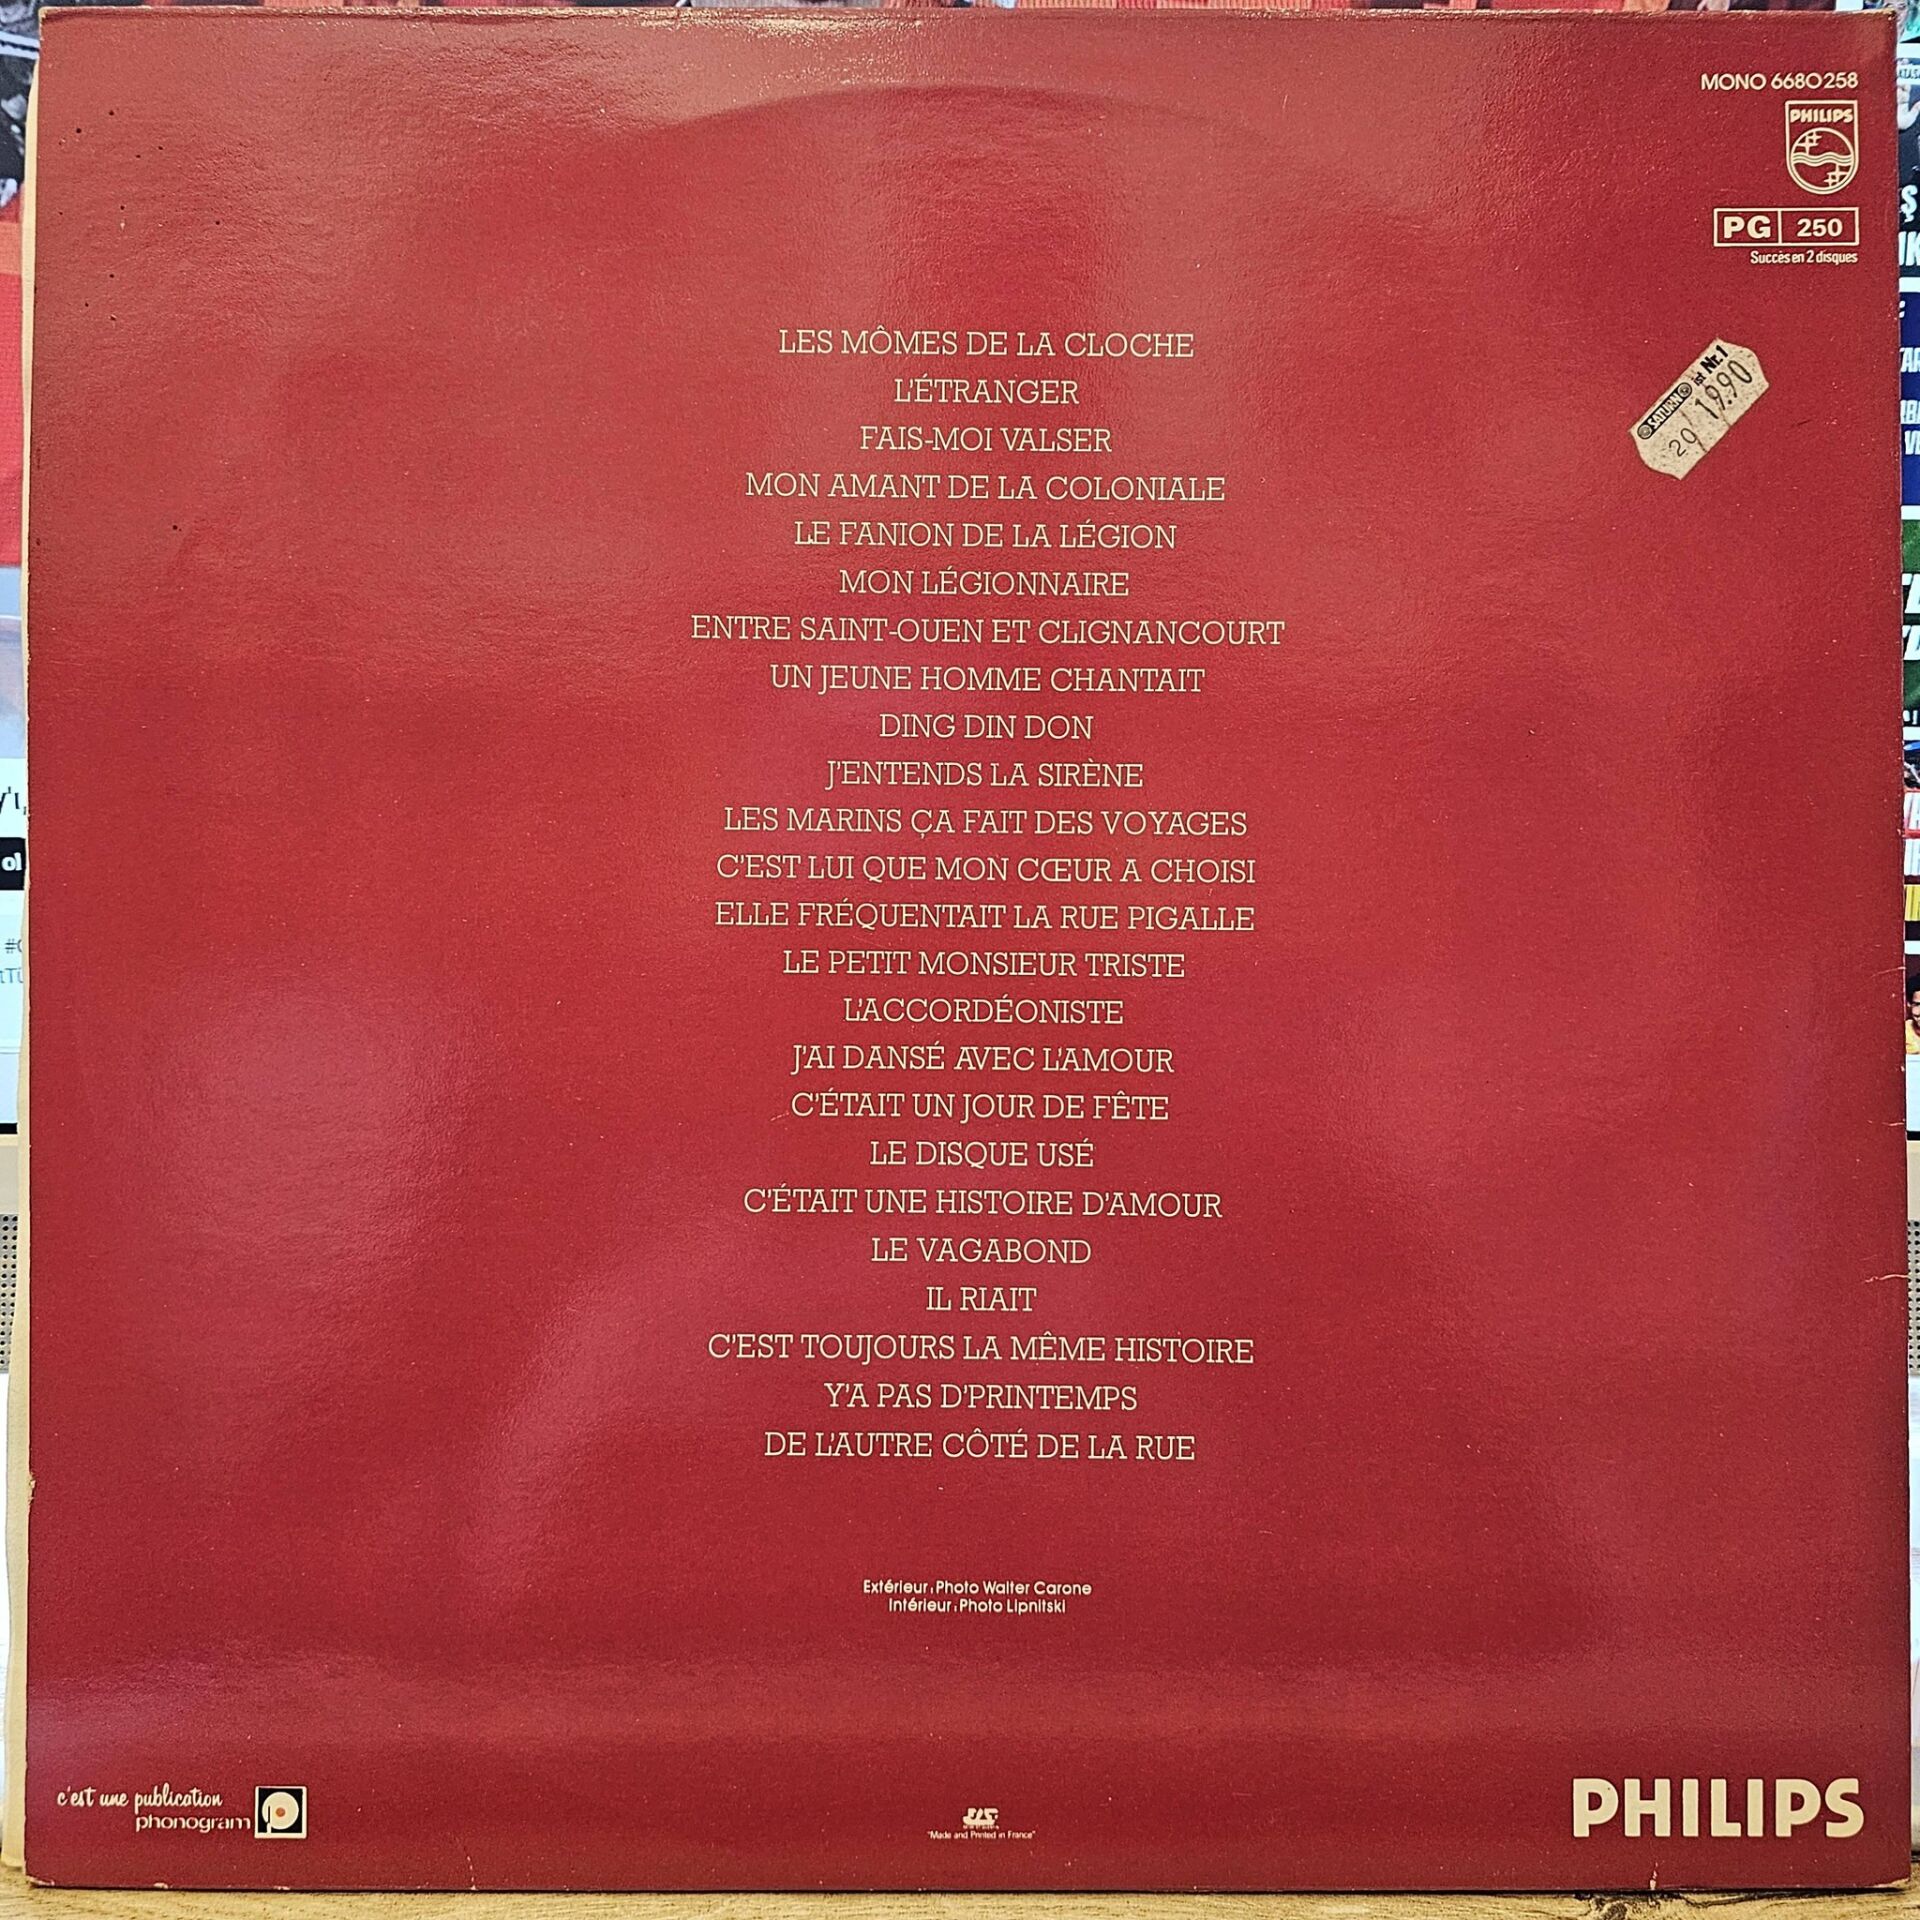 MONO 6680258
PHILIPS
PG 250
Succès en 2 disques
SATURN ist Nr. 1
20 19.90
LES MÔMES DE LA CLOCHE
L'ÉTRANGER
FAIS-MOI VALSER
MON AMANT DE LA COLONIALE
LE FANION DE LA LÉGION
MON LÉGIONNAIRE
ENTRE SAINT-OUEN ET CLIGNANCOURT
UN JEUNE HOMME CHANTAIT
DING DIN DON
J'ENTENDS LA SIRÈNE
LES MARINS ÇA FAIT DES VOYAGES
C'EST LUI QUE MON CŒUR A CHOISI
ELLE FRÉQUENTAIT LA RUE PIGALLE
LE PETIT MONSIEUR TRISTE
L'ACCORDÉONISTE
J'AI DANSÉ AVEC L'AMOUR
C'ÉTAIT UN JOUR DE FÊTE
LE DISQUE USÉ
C'ÉTAIT UNE HISTOIRE D'AMOUR
LE VAGABOND
IL RIAIT
C'EST TOUJOURS LA MÊME HISTOIRE
Y'A PAS D'PRINTEMPS
DE L'AUTRE CÔTÉ DE LA RUE
Extérieur : Photo Walter Carone
Intérieur : Photo Lipnitski
c'est une publication
phonogram
"Made and Printed in France"
PHILIPS